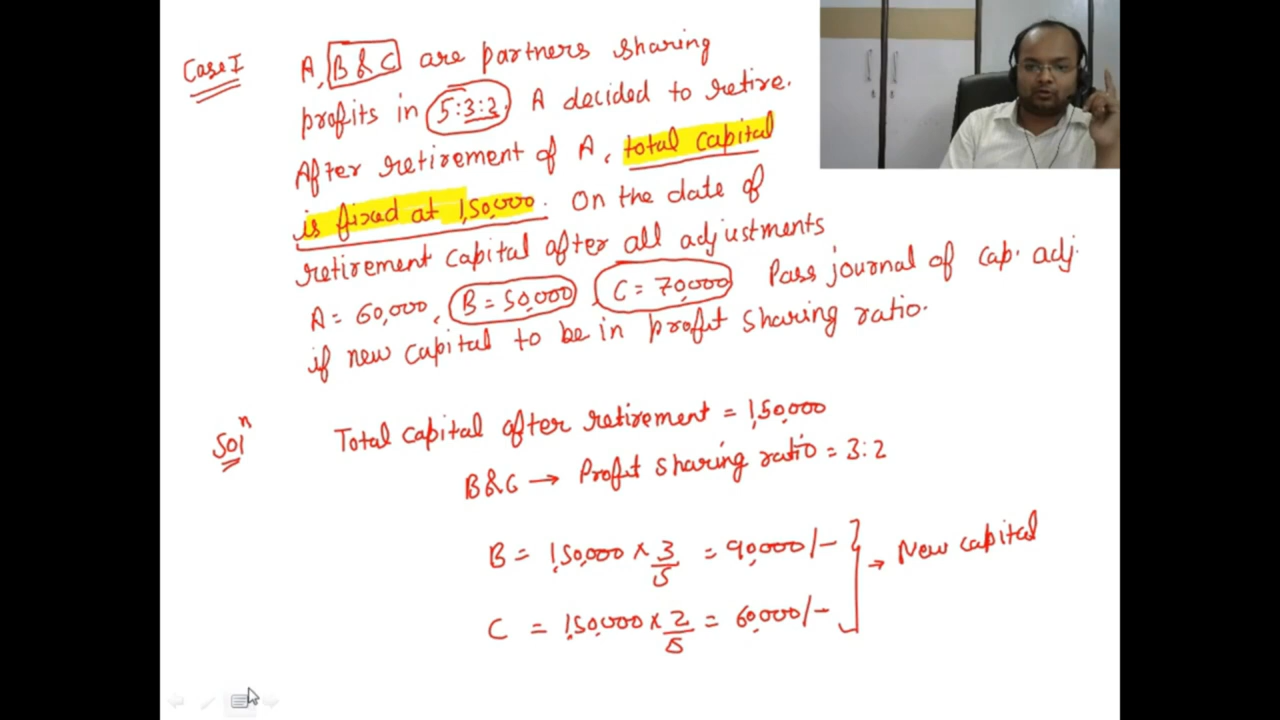 Case I
A, B & C are partners sharing
profits in 5:3:2. A decided to retire.
After retirement of A, total capital
is fixed at 1,50,000. On the date of
retirement capital after all adjustments
A = 60,000, B = 50,000, C = 70,000 Pass journal of cap. adj.
if new capital to be in profit sharing ratio.
Solⁿ
Total capital after retirement = 1,50,000
B&C → Profit sharing ratio = 3:2
B = 1,50,000 × 3/5 = 90,000/-
C = 1,50,000 × 2/5 = 60,000/-
→ New capital